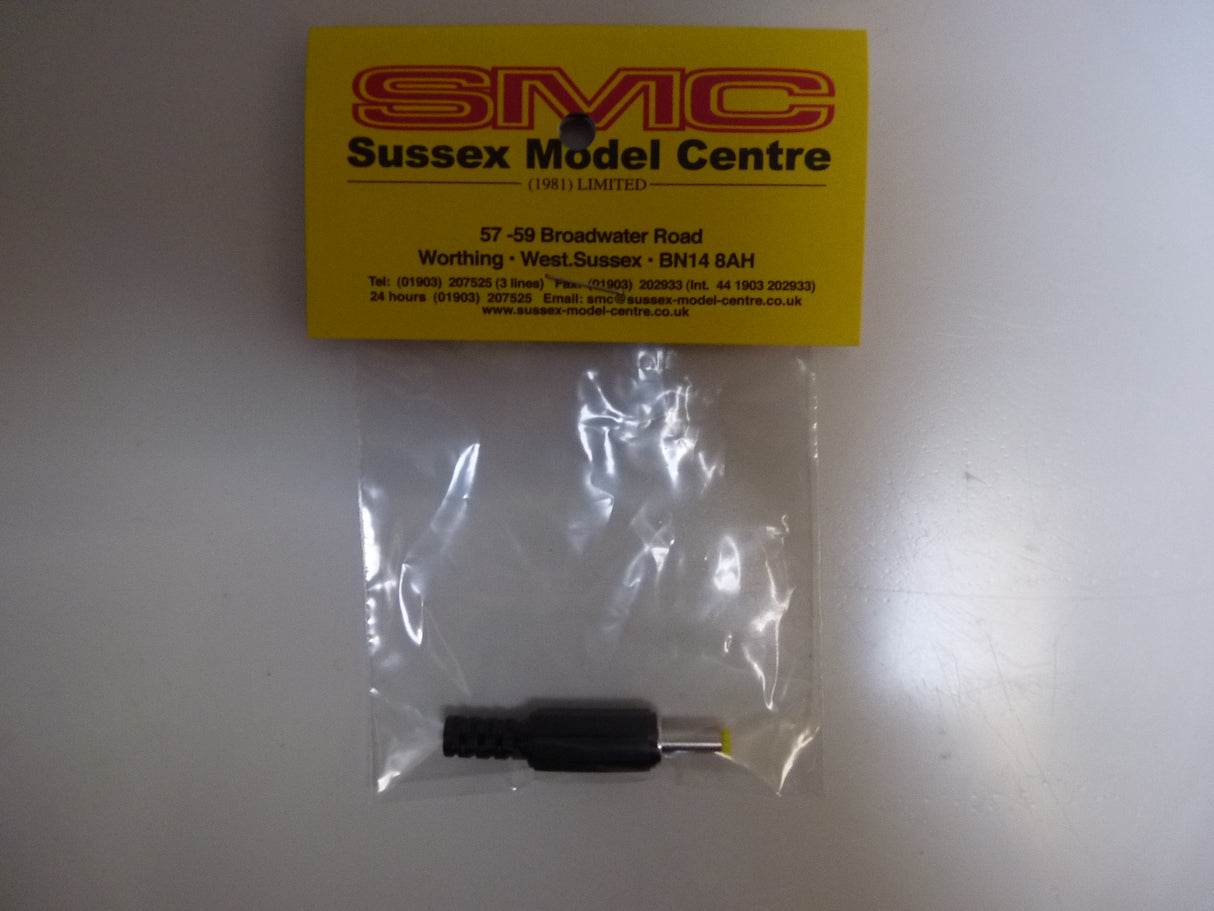 SMC
Sussex Model Centre
(1981) LIMITED
57 -59 Broadwater Road
Worthing · West.Sussex · BN14 8AH
Tel: (01903) 207525 (3 lines) Fax: (01903) 202933 (Int. 44 1903 202933)
24 hours (01903) 207525 Email: smc@sussex-model-centre.co.uk
www.sussex-model-centre.co.uk